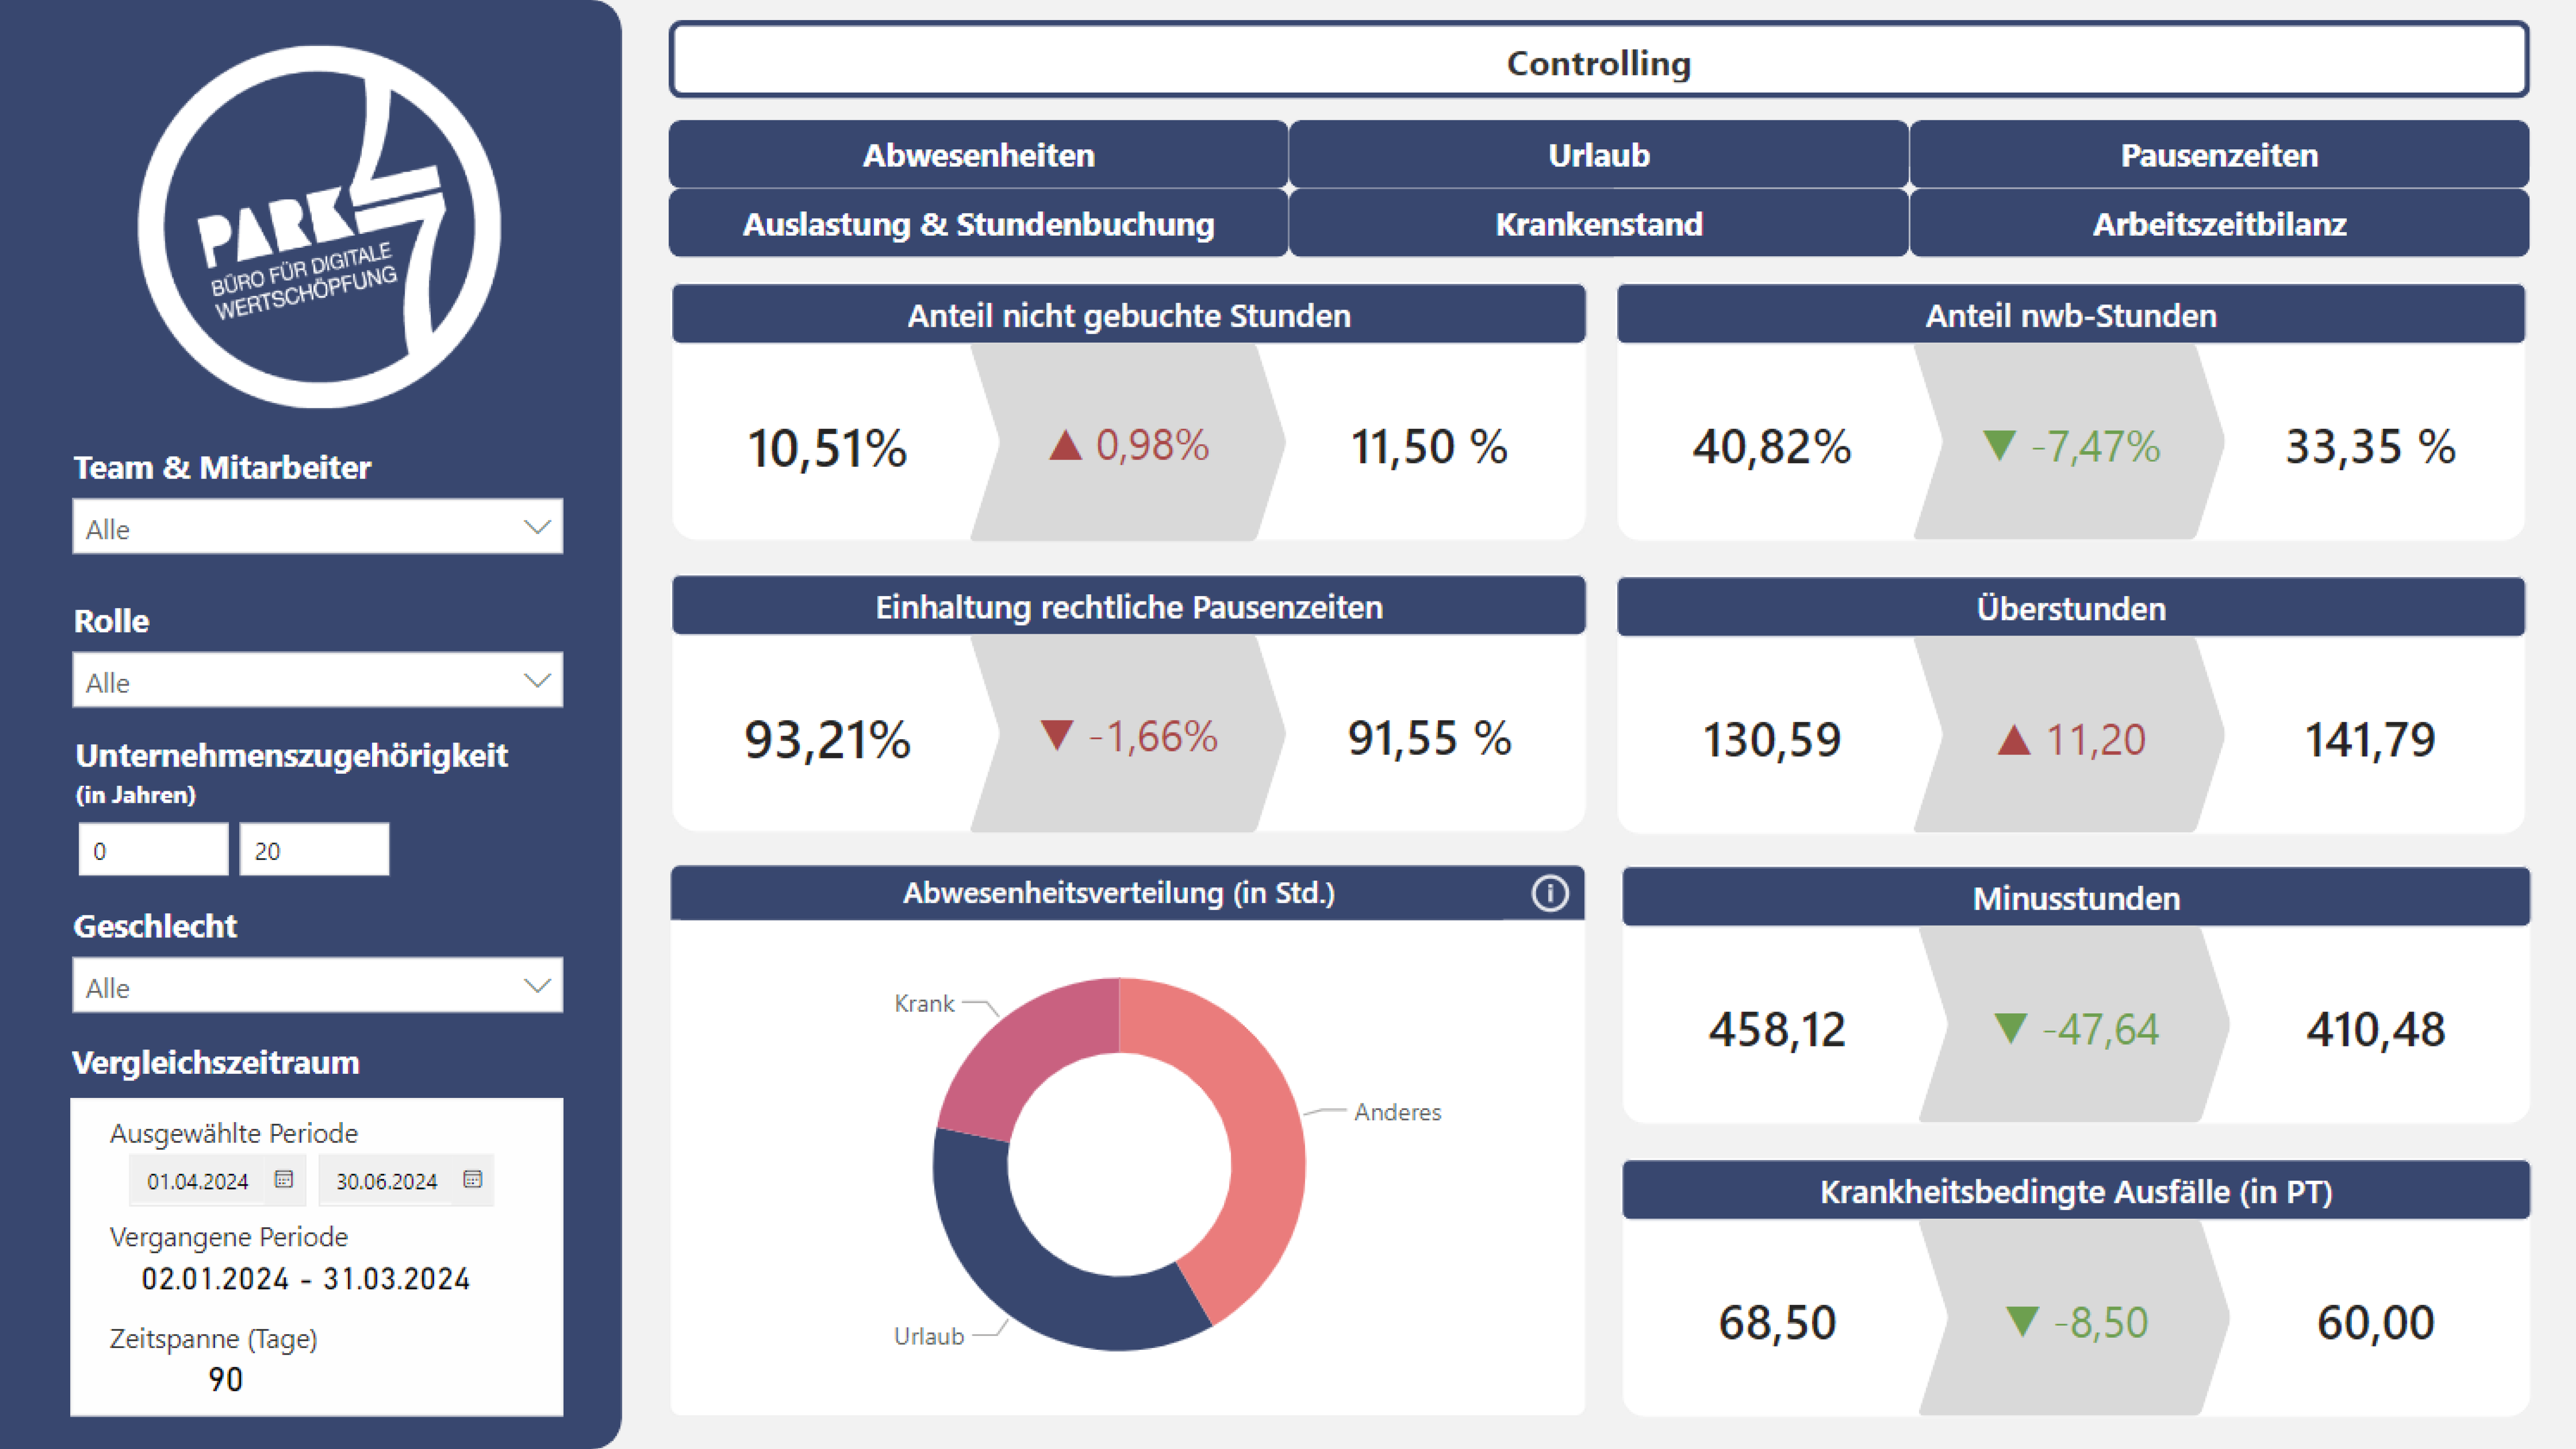 PARK
BÜRO FÜR DIGITALE
WERTSCHÖPFUNG
Team & Mitarbeiter
Alle
Rolle
Alle
Unternehmenszugehörigkeit
(in Jahren)
0 20
Geschlecht
Alle
Vergleichszeitraum
Ausgewählte Periode
01.04.2024 30.06.2024
Vergangene Periode
02.01.2024 - 31.03.2024
Zeitspanne (Tage)
90
Controlling
Abwesenheiten Urlaub Pausenzeiten
Auslastung & Stundenbuchung Krankenstand Arbeitszeitbilanz
Anteil nicht gebuchte Stunden
10,51% ▲ 0,98% 11,50 %
Anteil nwb-Stunden
40,82% ▼ -7,47% 33,35 %
Einhaltung rechtliche Pausenzeiten
93,21% ▼ -1,66% 91,55 %
Überstunden
130,59 ▲ 11,20 141,79
Abwesenheitsverteilung (in Std.)
Krank
Anderes
Urlaub
Minusstunden
458,12 ▼ -47,64 410,48
Krankheitsbedingte Ausfälle (in PT)
68,50 ▼ -8,50 60,00